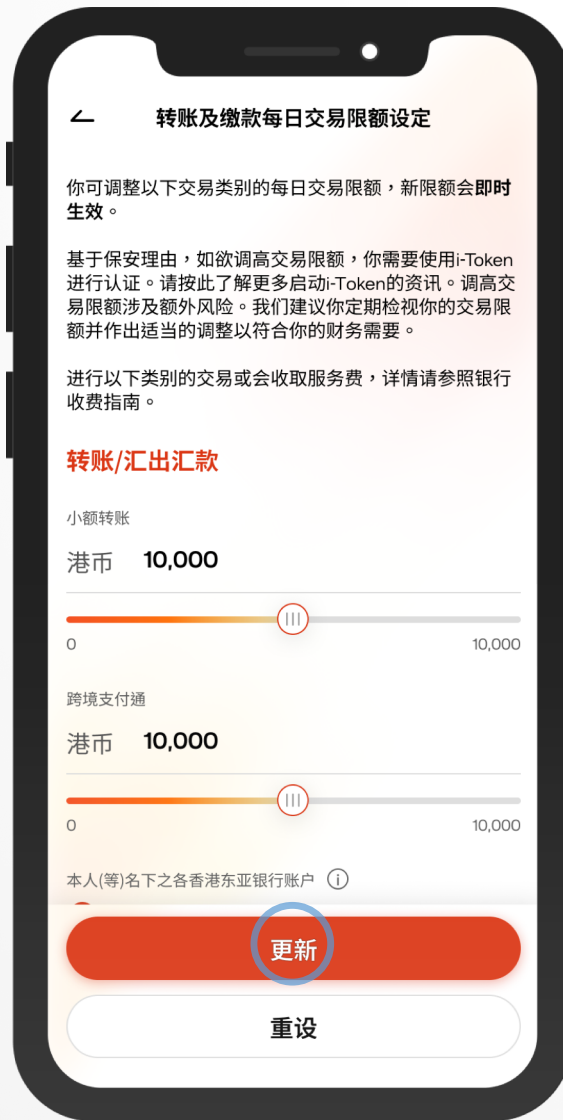 转账及缴款每日交易限额设定
你可调整以下交易类别的每日交易限额，新限额会即时
生效。
基于保安理由，如欲调高交易限额，你需要使用i-Token
进行认证。请按此了解更多启动i-Token的资讯。调高交
易限额涉及额外风险。我们建议你定期检视你的交易限
额并作出适当的调整以符合你的财务需要。
进行以下类别的交易或会收取服务费，详情请参照银行
收费指南。
转账/汇出汇款
小额转账
港币 10,000
0 10,000
跨境支付通
港币 10,000
0 10,000
本人(等)名下之各香港东亚银行账户
更新
重设